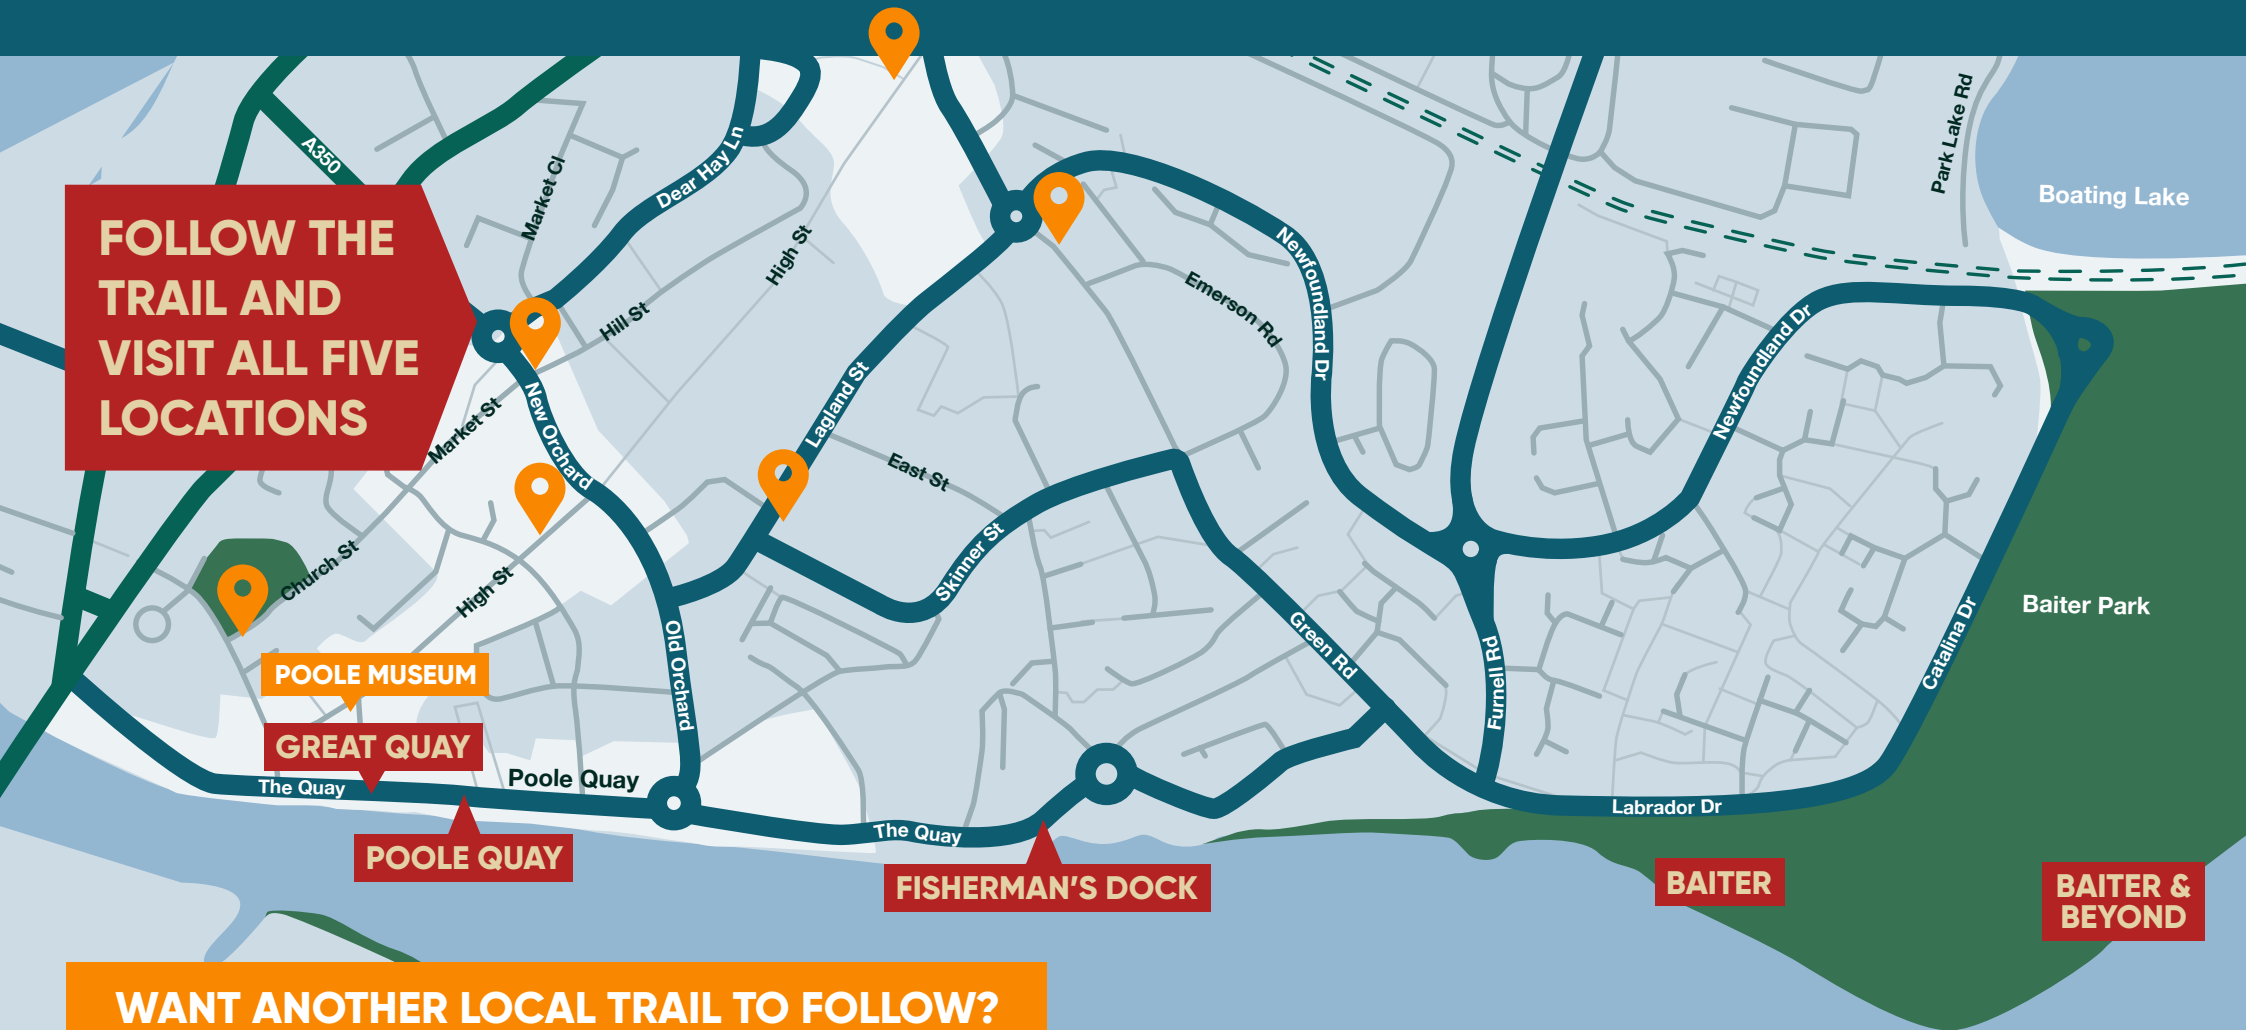 A350
Market Cl
Dear Hay Ln
Park Lake Rd
Boating Lake
FOLLOW THE
TRAIL AND
VISIT ALL FIVE
LOCATIONS
High St
Hill St
Emerson Rd
Newfoundland Dr
Newfoundland Dr
Market St
New Orchard
Lagland St
East St
Skinner St
Church St
High St
Old Orchard
Green Rd
Furnell Rd
Catalina Dr
Baiter Park
POOLE MUSEUM
GREAT QUAY
The Quay
Poole Quay
POOLE QUAY
The Quay
FISHERMAN'S DOCK
Labrador Dr
BAITER
BAITER &
BEYOND
WANT ANOTHER LOCAL TRAIL TO FOLLOW?